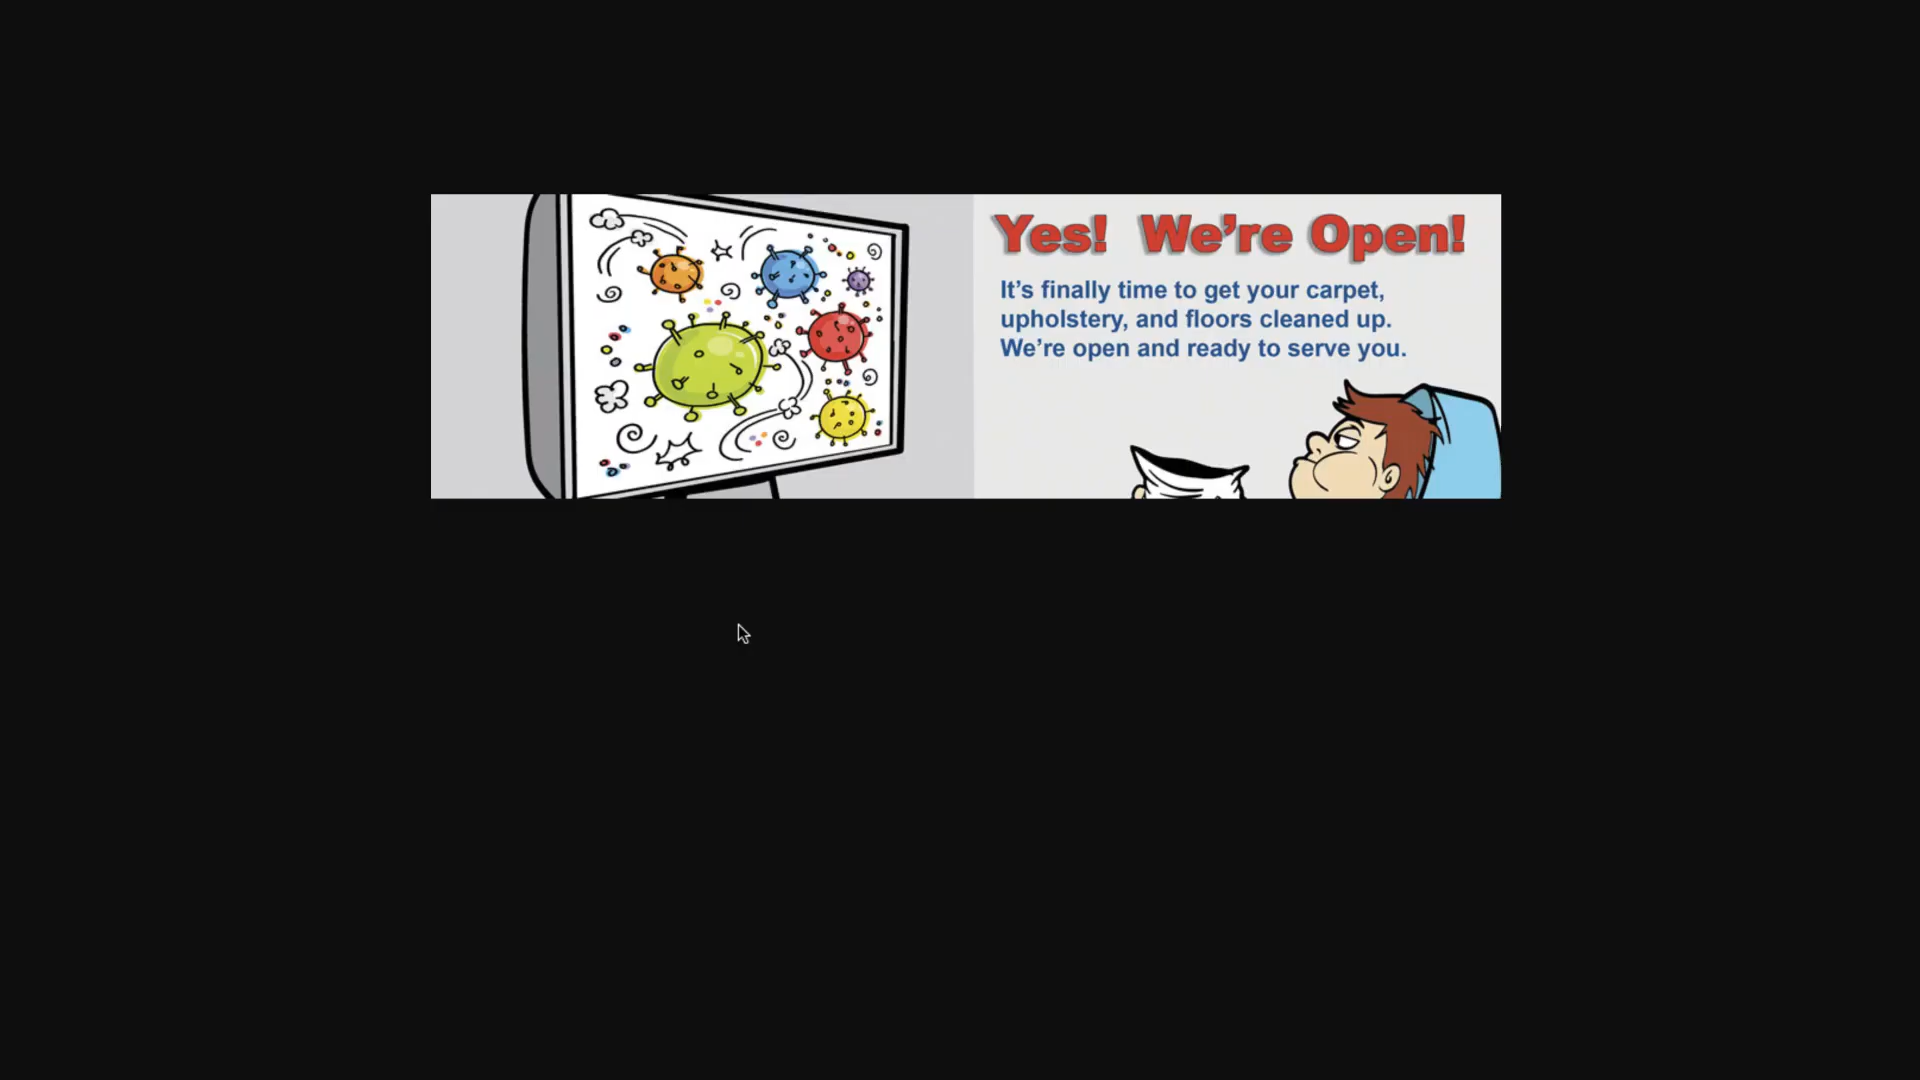 Yes! We're Open!
It's finally time to get your carpet,
upholstery, and floors cleaned up.
We're open and ready to serve you.